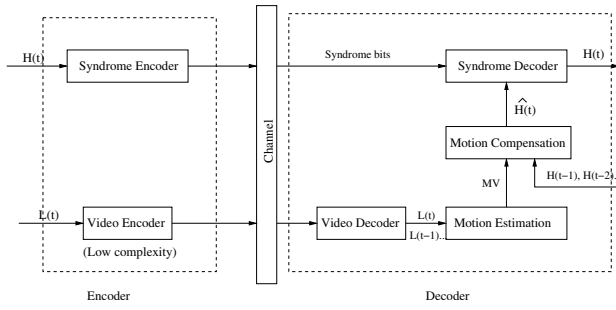 H(t)
Syndrome Encoder
Syndrome bits
Syndrome Decoder
H(t)
Ĥ(t)
Channel
Motion Compensation
H(t−1), H(t−2).
MV
L(t)
Video Encoder
(Low complexity)
Video Decoder
L(t)
L(t−1)...
Motion Estimation
Encoder
Decoder